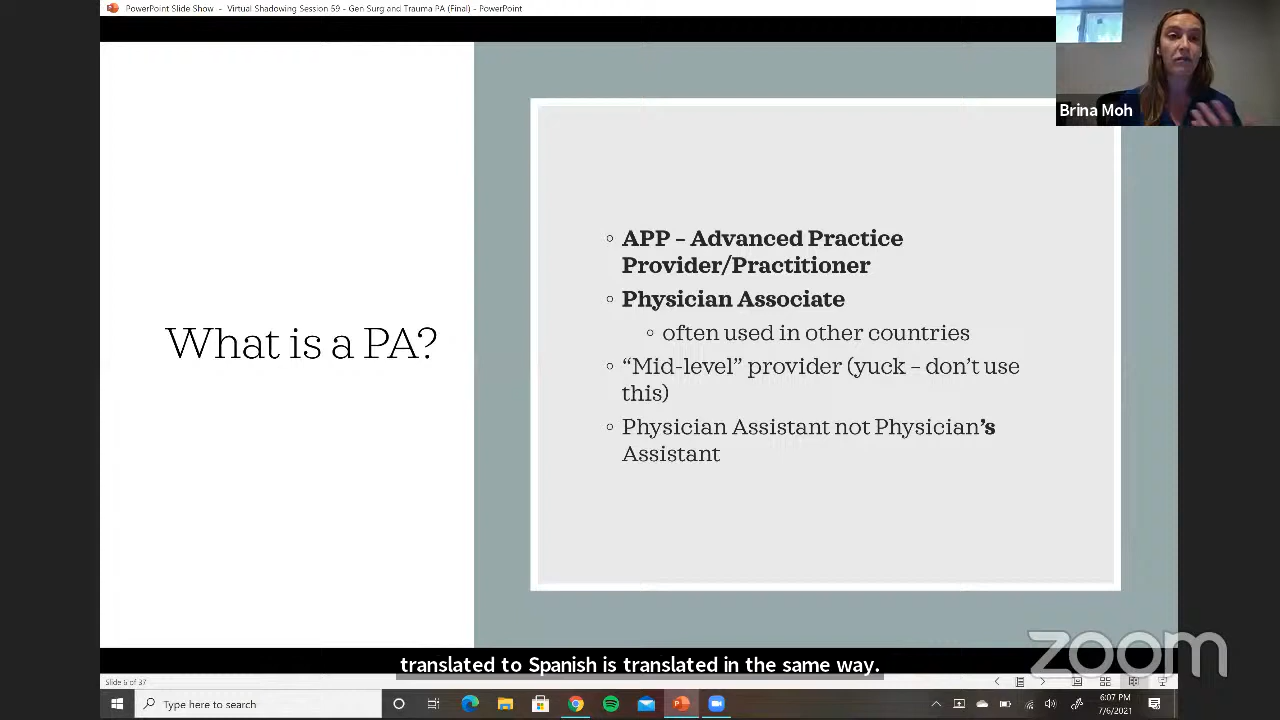 PowerPoint Slide Show - Virtual Shadowing Session 59 - Gen Surg and Trauma PA (Final) - PowerPoint
Brina Moh
What is a PA?
APP – Advanced Practice
Provider/Practitioner
Physician Associate
often used in other countries
“Mid-level” provider (yuck – don’t use
this)
Physician Assistant not Physician’s
Assistant
zoom
translated to Spanish is translated in the same way.
Slide 6 of 37
Type here to search
6:07 PM
7/6/2021